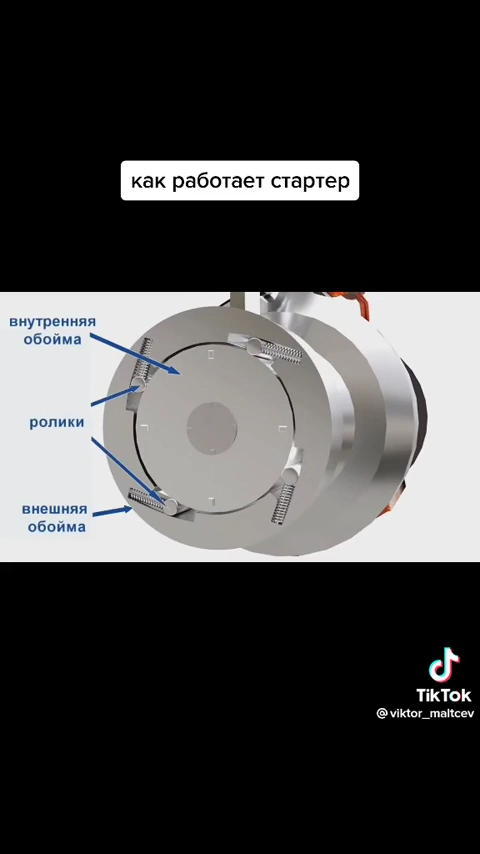 как работает стартер
внутренняя
обойма
ролики
внешняя
обойма
TikTok
@viktor_maltcev